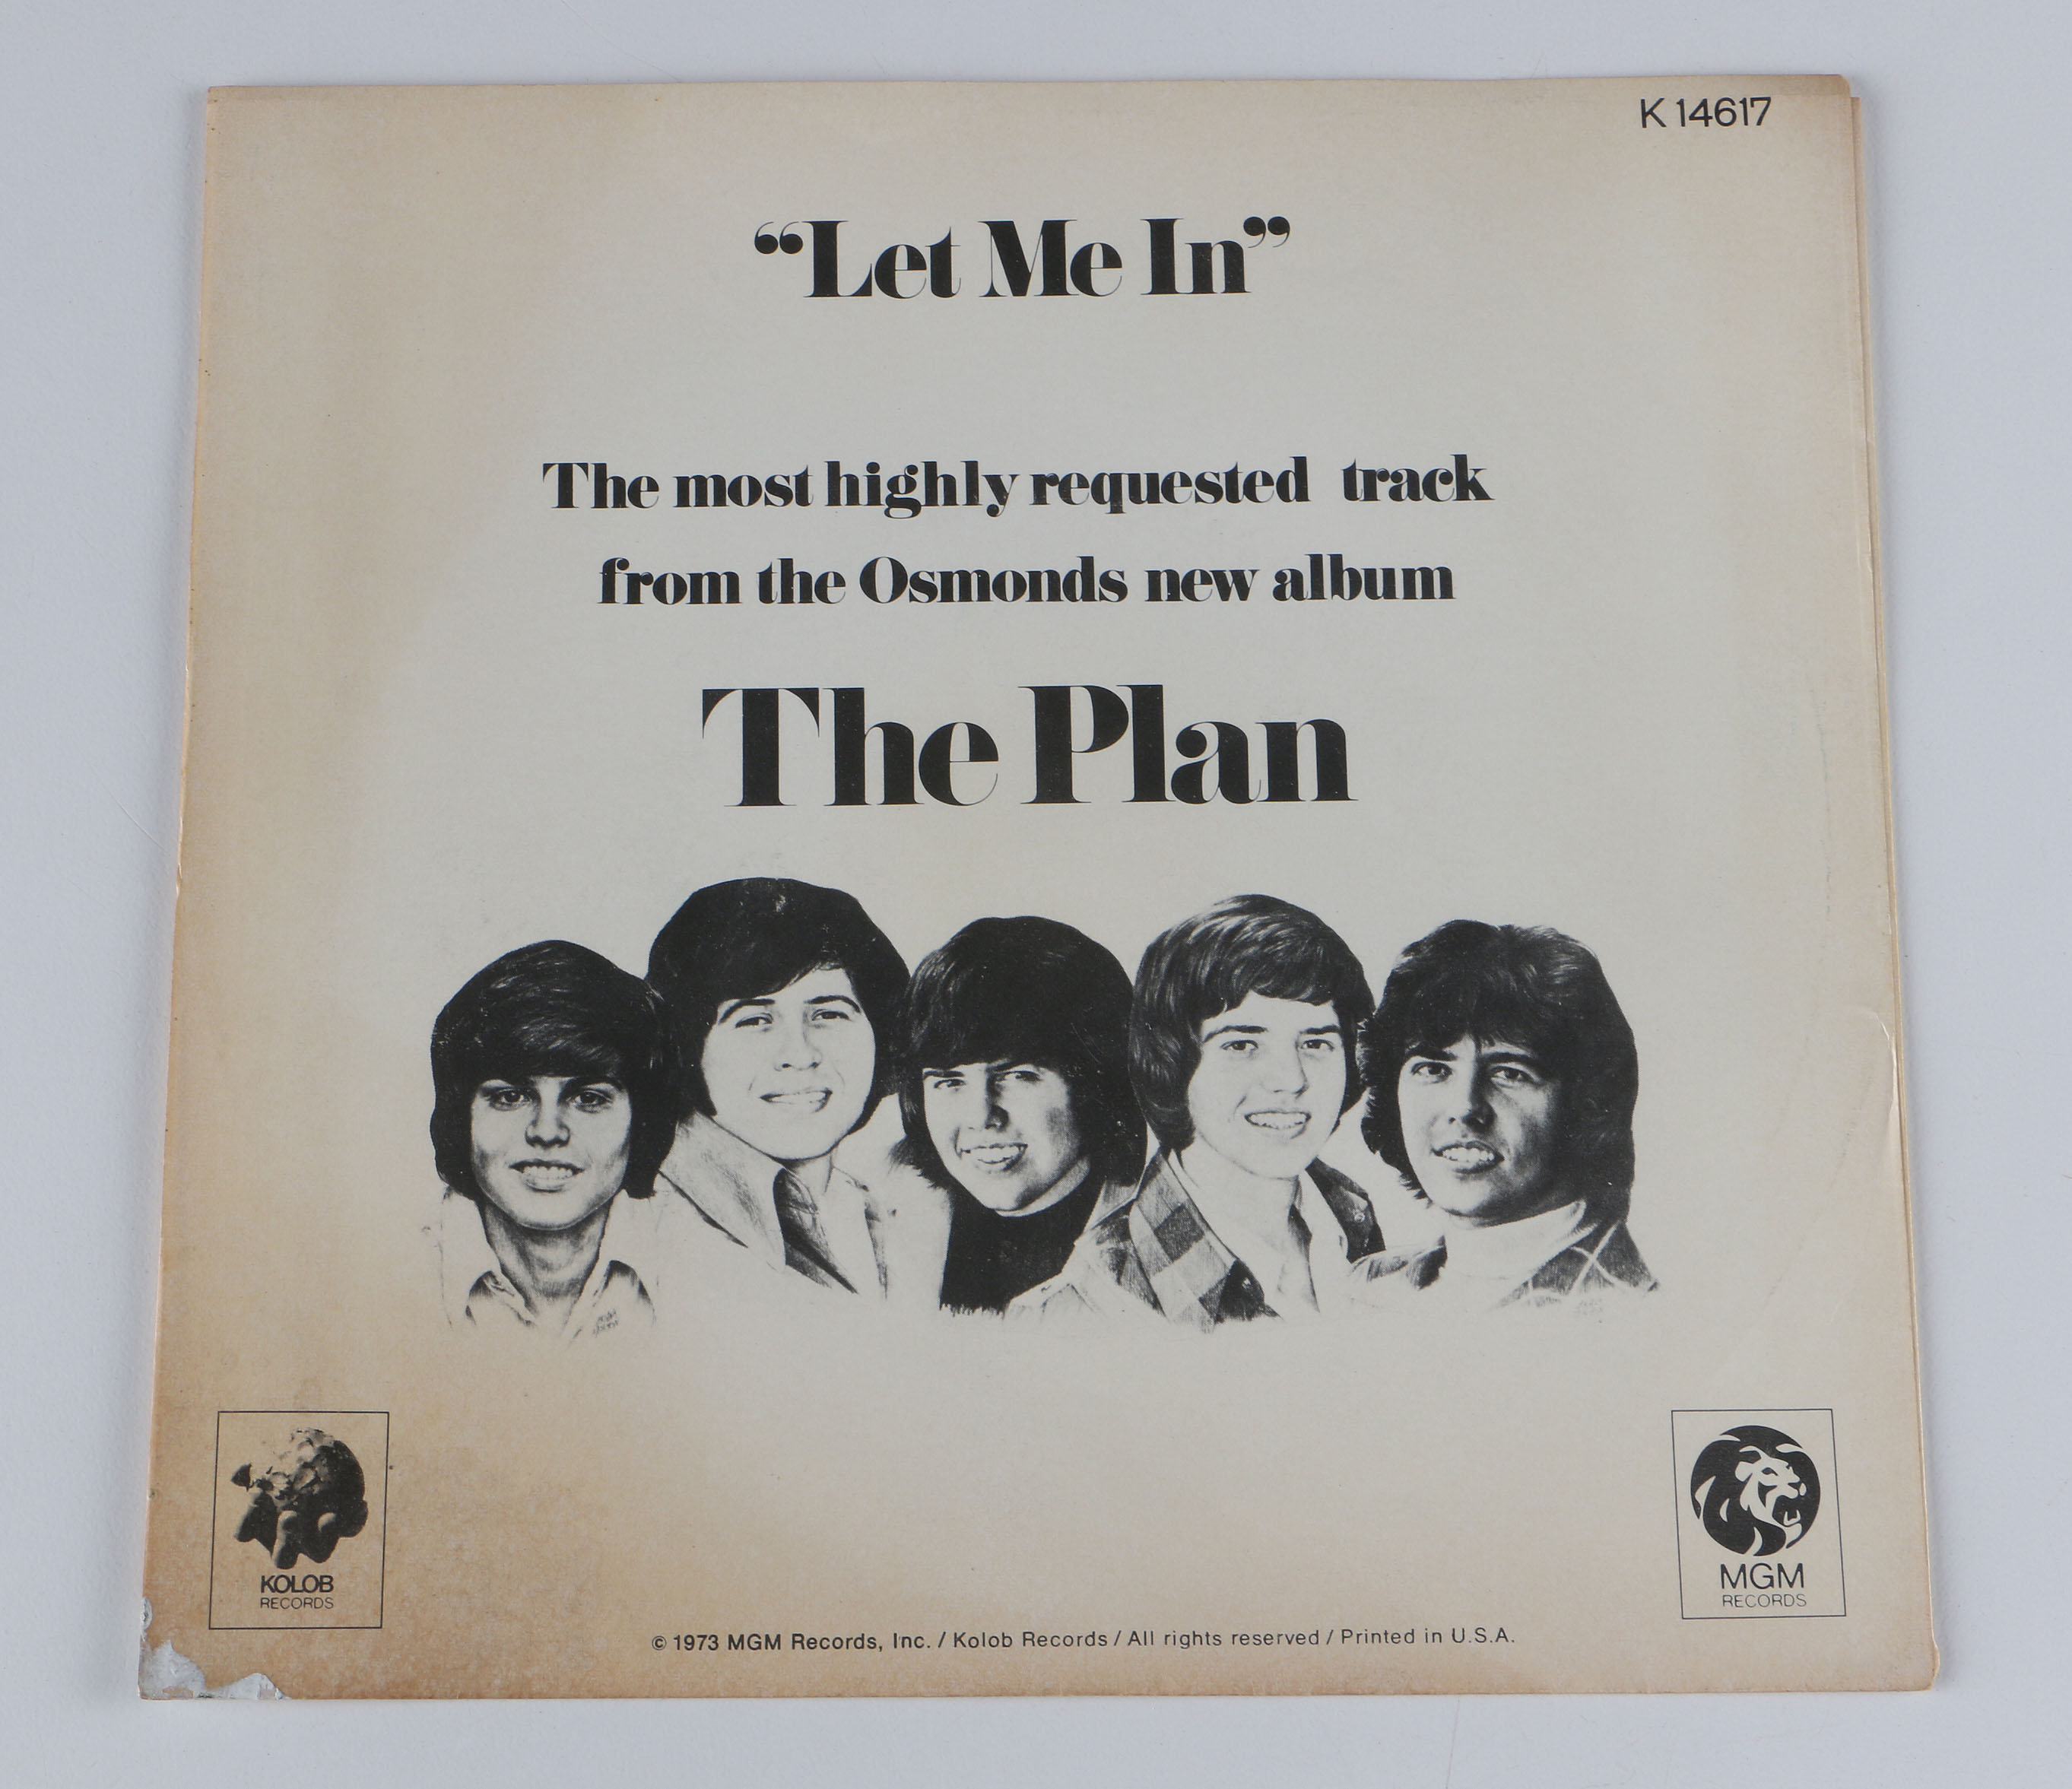 K 14617
“Let Me In”
The most highly requested track
from the Osmonds new album
The Plan
KOLOB
RECORDS
MGM
RECORDS
© 1973 MGM Records, Inc. / Kolob Records / All rights reserved / Printed in U.S.A.